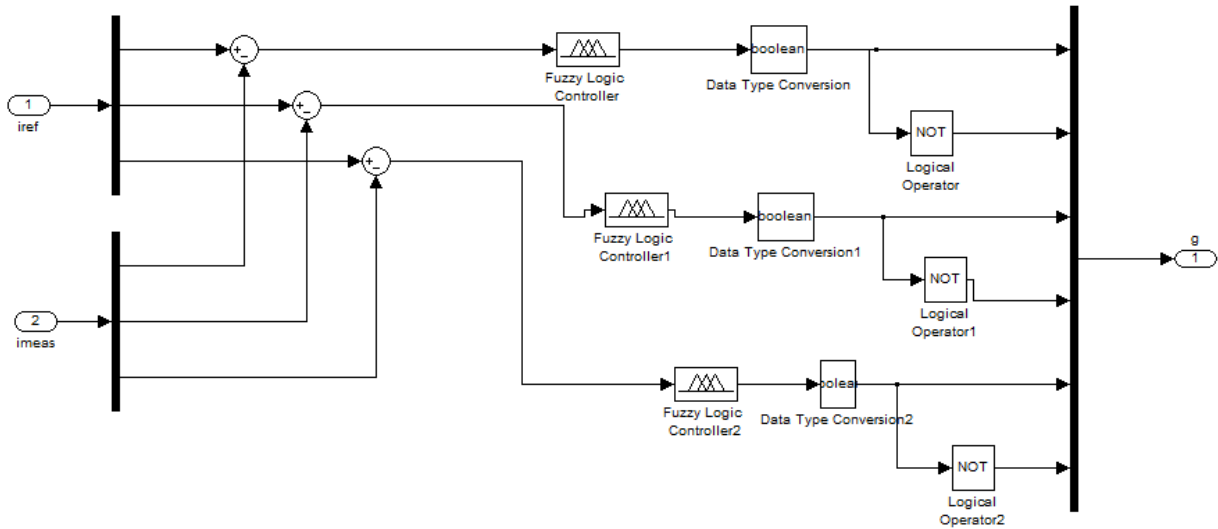 1
iref
+
-
+
-
+
-
Fuzzy Logic
Controller
boolean
Data Type Conversion
NOT
Logical
Operator
Fuzzy Logic
Controller1
boolean
Data Type Conversion1
NOT
Logical
Operator1
g
1
2
imeas
Fuzzy Logic
Controller2
oolea
Data Type Conversion2
NOT
Logical
Operator2